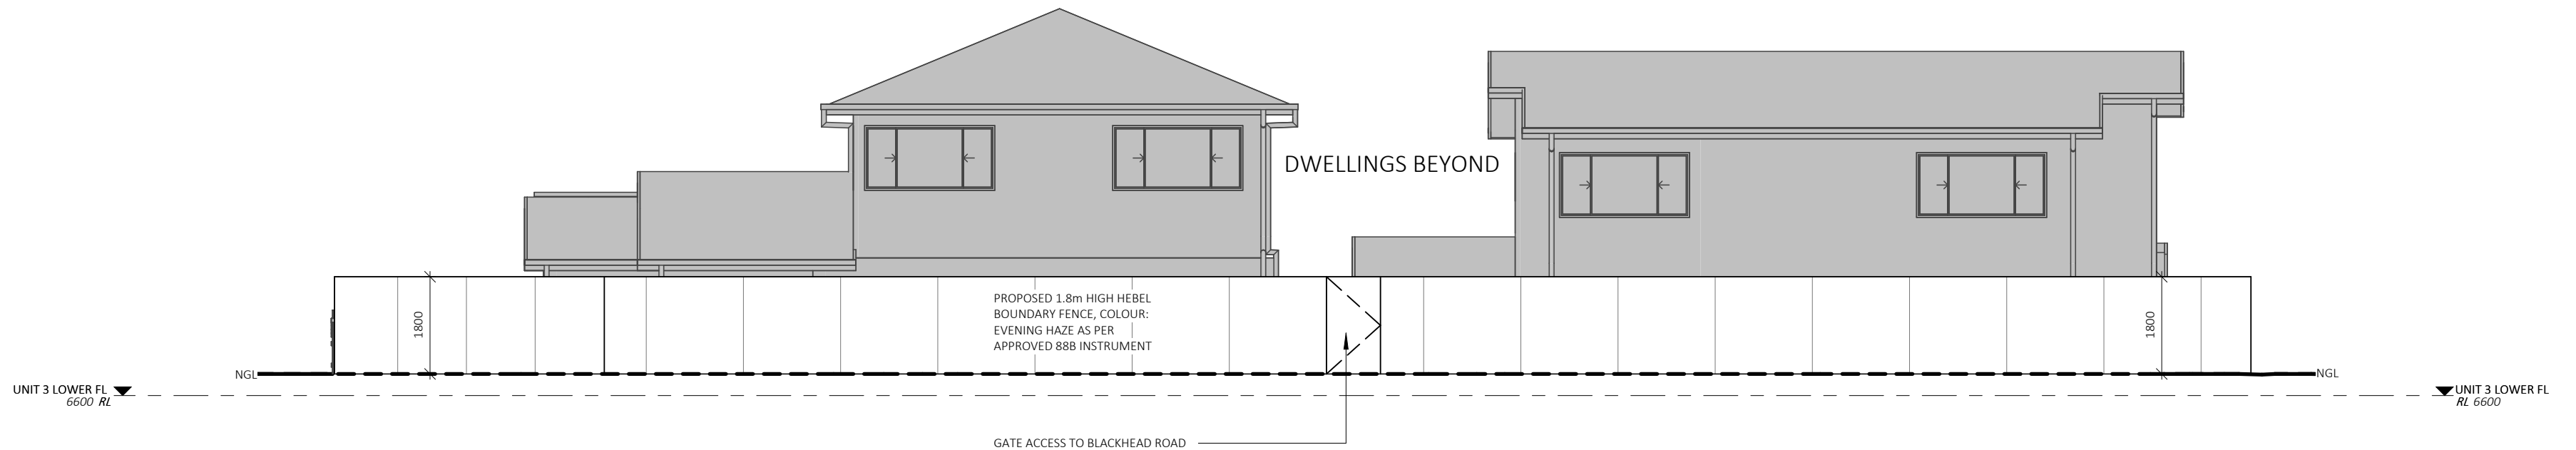 DWELLINGS BEYOND
PROPOSED 1.8m HIGH HEBEL
BOUNDARY FENCE, COLOUR:
EVENING HAZE AS PER
APPROVED 88B INSTRUMENT
1800
1800
NGL
NGL
UNIT 3 LOWER FL
6600 RL
UNIT 3 LOWER FL
RL 6600
GATE ACCESS TO BLACKHEAD ROAD